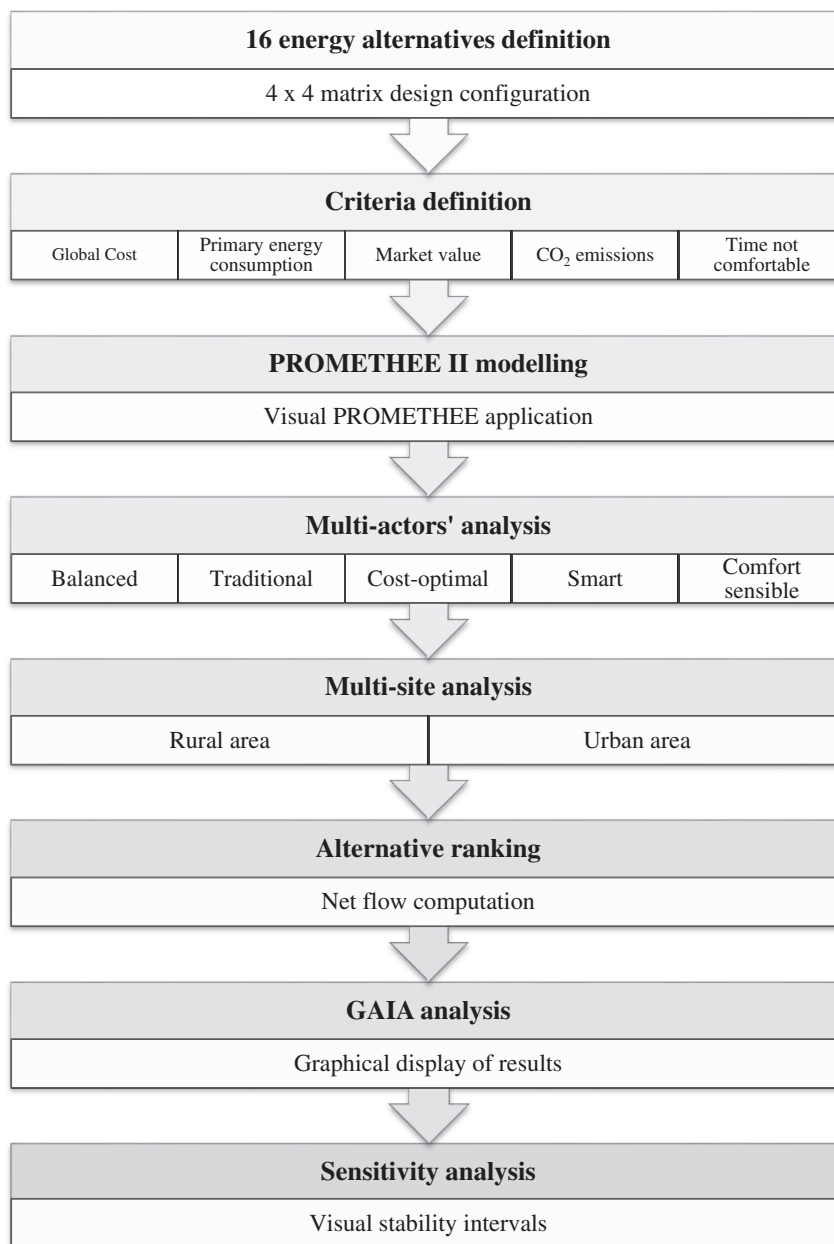 16 energy alternatives definition
4 x 4 matrix design configuration
Criteria definition
Global Cost
Primary energy
consumption
Market value
CO₂ emissions
Time not
comfortable
PROMETHEE II modelling
Visual PROMETHEE application
Multi-actors' analysis
Balanced
Traditional
Cost-optimal
Smart
Comfort
sensible
Multi-site analysis
Rural area
Urban area
Alternative ranking
Net flow computation
GAIA analysis
Graphical display of results
Sensitivity analysis
Visual stability intervals